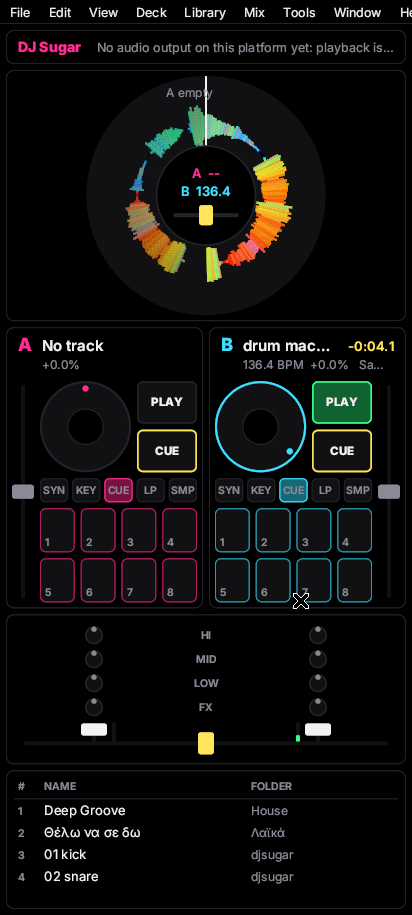 File Edit View Deck Library Mix Tools Window He
DJ Sugar No audio output on this platform yet: playback is...
A empty
A --
B 136.4
A No track
+0.0%
PLAY
CUE
SYN KEY CUE LP SMP
1 2 3 4
5 6 7 8
B drum mac... -0:04.1
136.4 BPM +0.0% Sa...
PLAY
CUE
SYN KEY CUE LP SMP
1 2 3 4
5 6 7 8
HI
MID
LOW
FX
# NAME FOLDER
1 Deep Groove House
2 Θέλω να σε δω Λαϊκά
3 01 kick djsugar
4 02 snare djsugar